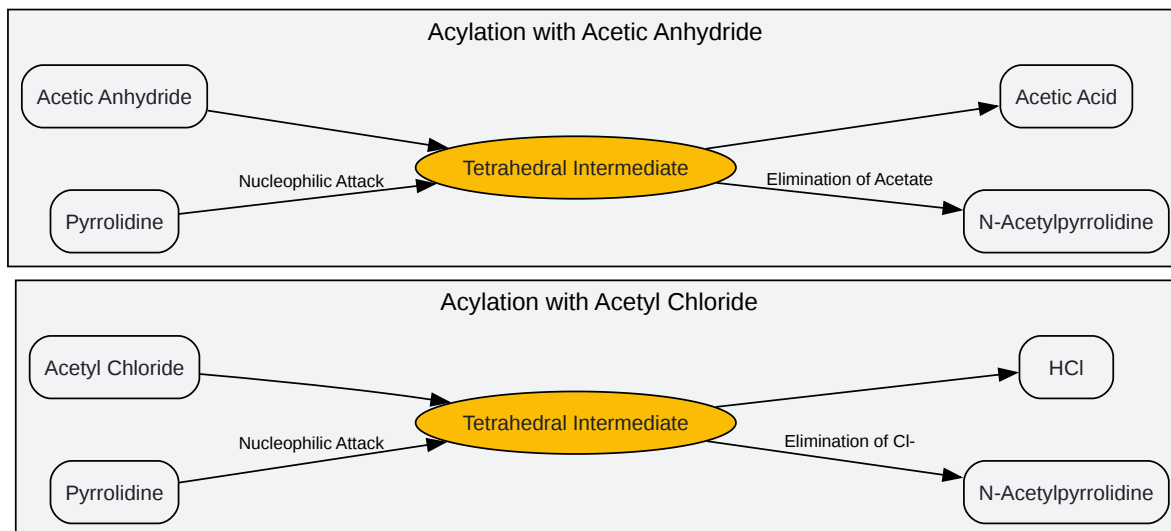 Acylation with Acetic Anhydride
Acetic Anhydride
Acetic Acid
Tetrahedral Intermediate
Nucleophilic Attack
Elimination of Acetate
Pyrrolidine
N-Acetylpyrrolidine
Acylation with Acetyl Chloride
Acetyl Chloride
HCl
Tetrahedral Intermediate
Nucleophilic Attack
Elimination of Cl-
Pyrrolidine
N-Acetylpyrrolidine